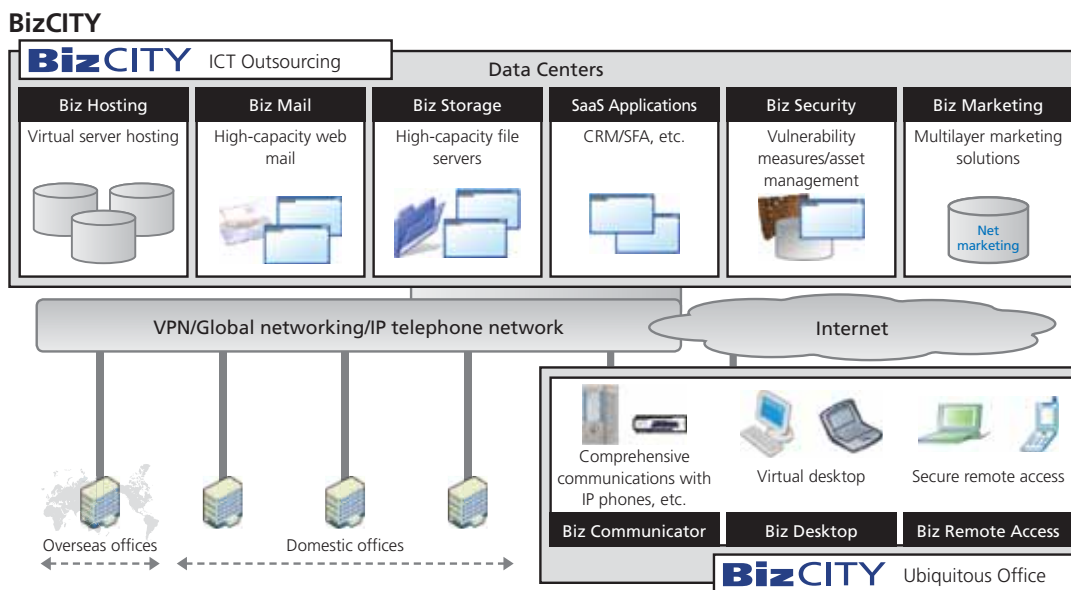 BizCITY
BizCITY ICT Outsourcing
Data Centers
Biz Hosting
Virtual server hosting
Biz Mail
High-capacity web
mail
Biz Storage
High-capacity file
servers
SaaS Applications
CRM/SFA, etc.
Biz Security
Vulnerability
measures/asset
management
Biz Marketing
Multilayer marketing
solutions
Net
marketing
VPN/Global networking/IP telephone network
Internet
Overseas offices
Domestic offices
Comprehensive
communications with
IP phones, etc.
Biz Communicator
Virtual desktop
Biz Desktop
Secure remote access
Biz Remote Access
BizCITY Ubiquitous Office